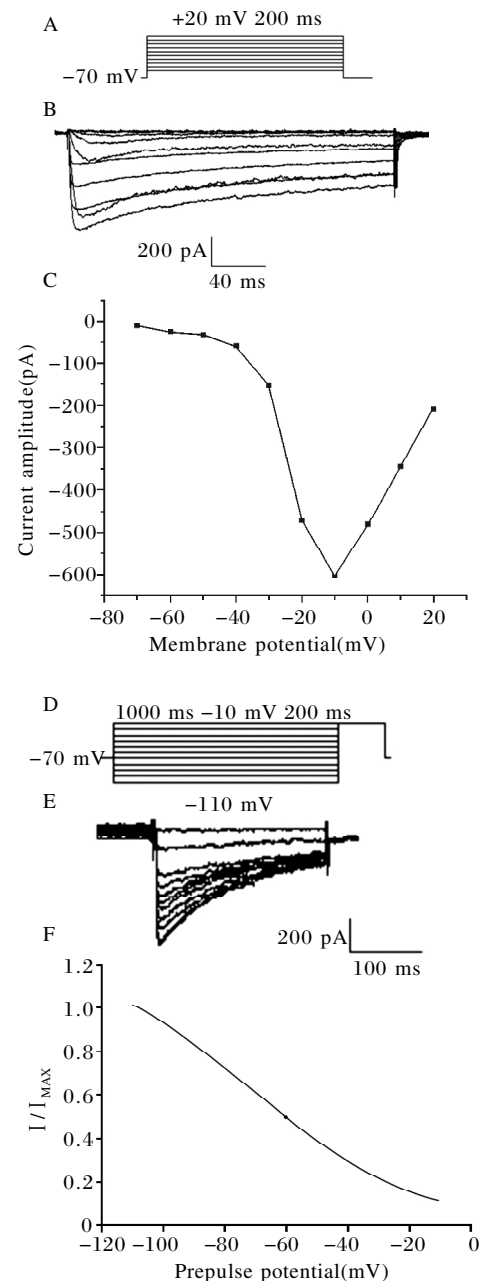 A
+20 mV 200 ms
−70 mV
B
200 pA
40 ms
C
0
−100
−200
−300
−400
−500
−600
Current amplitude(pA)
−80 −60 −40 −20 0 20
Membrane potential(mV)
D
1000 ms −10 mV 200 ms
−70 mV
E
−110 mV
200 pA
100 ms
F
1.2
1.0
0.8
0.6
0.4
0.2
0
I / I MAX
−120 −100 −80 −60 −40 −20 0
Prepulse potential(mV)